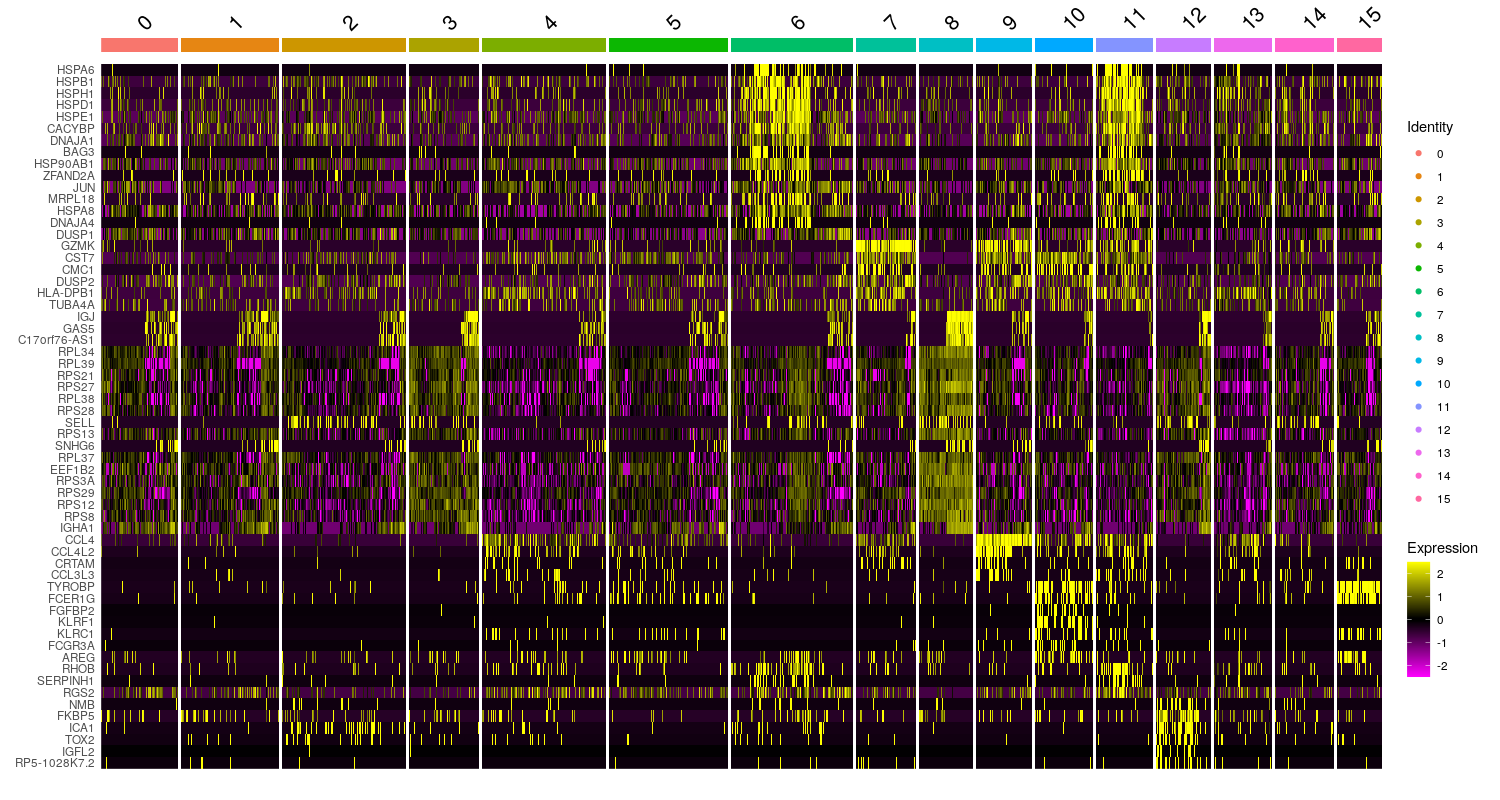 0 1 2 3 4 5 6 7 8 9 10 11 12 13 14 15
HSPA6
HSPB1
HSPH1
HSPD1
HSPE1
CACYBP
DNAJA1
BAG3
HSP90AB1
ZFAND2A
JUN
MRPL18
HSPA8
DNAJA4
DUSP1
GZMK
CST7
CMC1
DUSP2
HLA-DPB1
TUBA4A
IGJ
GAS5
C17orf76-AS1
RPL34
RPL39
RPS21
RPS27
RPL38
RPS28
SELL
RPS13
SNHG6
RPL37
EEF1B2
RPS3A
RPS29
RPS12
RPS8
IGHA1
CCL4
CCL4L2
CRTAM
CCL3L3
TYROBP
FCER1G
FGFBP2
KLRF1
KLRC1
FCGR3A
AREG
RHOB
SERPINH1
RGS2
NMB
FKBP5
ICA1
TOX2
IGFL2
RP5-1028K7.2
Identity
0
1
2
3
4
5
6
7
8
9
10
11
12
13
14
15
Expression
2
1
0
-1
-2